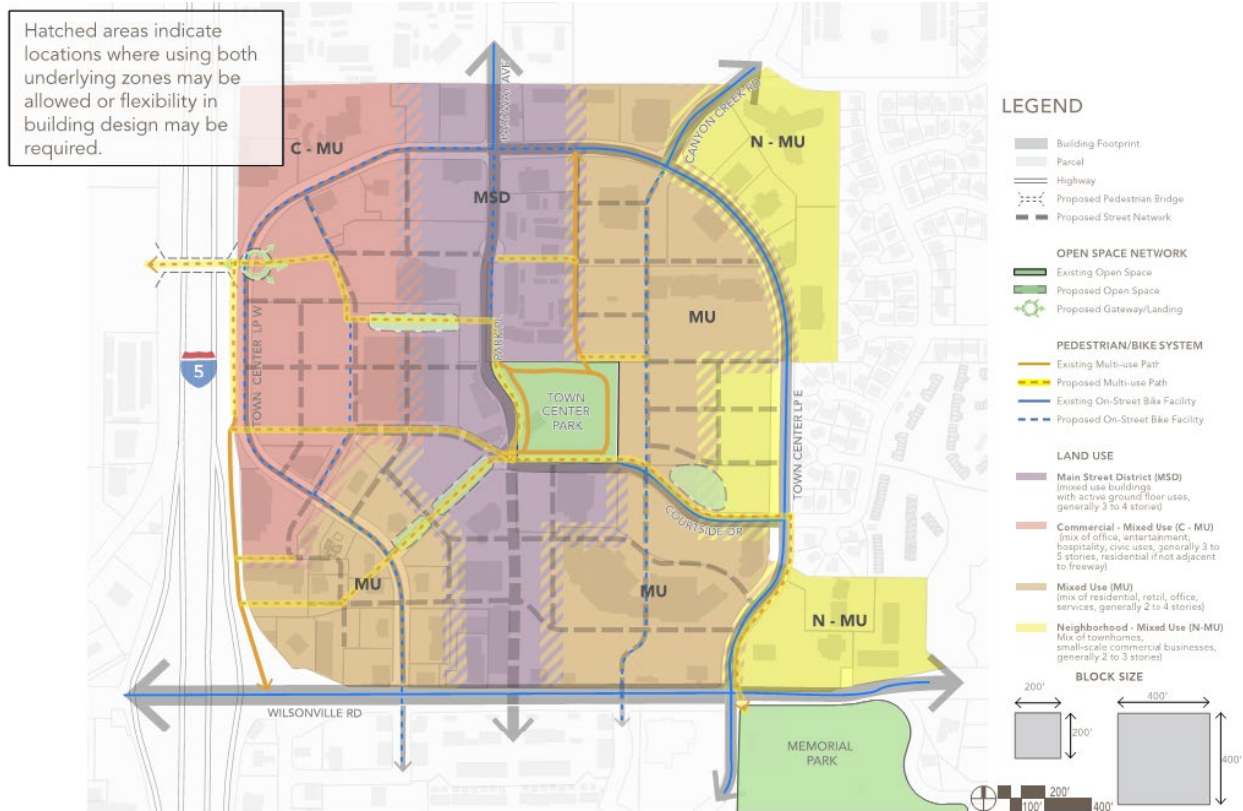 Hatched areas indicate
locations where using both
underlying zones may be
allowed or flexibility in
building design may be
required.
C - MU
PARKWAY AVE
CANYON CREEK RD
N - MU
MSD
TOWN CENTER LP W
PARK PL
MU
5
TOWN
CENTER
PARK
TOWN CENTER LP E
COURTSIDE DR
MU
MU
N - MU
WILSONVILLE RD
MEMORIAL
PARK
LEGEND
Building Footprint
Parcel
Highway
Proposed Pedestrian Bridge
Proposed Street Network
OPEN SPACE NETWORK
Existing Open Space
Proposed Open Space
Proposed Gateway/Landing
PEDESTRIAN/BIKE SYSTEM
Existing Multi-use Path
Proposed Multi-use Path
Existing On-Street Bike Facility
Proposed On-Street Bike Facility
LAND USE
Main Street District (MSD)
(mixed use buildings
with active ground floor uses,
generally 3 to 4 stories)
Commercial - Mixed Use (C - MU)
(mix of office, entertainment,
hospitality, civic uses, generally 3 to
5 stories, residential if not adjacent
to freeway)
Mixed Use (MU)
(mix of residential, retail, office,
services, generally 2 to 4 stories)
Neighborhood - Mixed Use (N-MU)
Mix of townhomes,
small-scale commercial businesses,
generally 2 to 3 stories)
BLOCK SIZE
200'
200'
400'
400'
200'
100'
400'